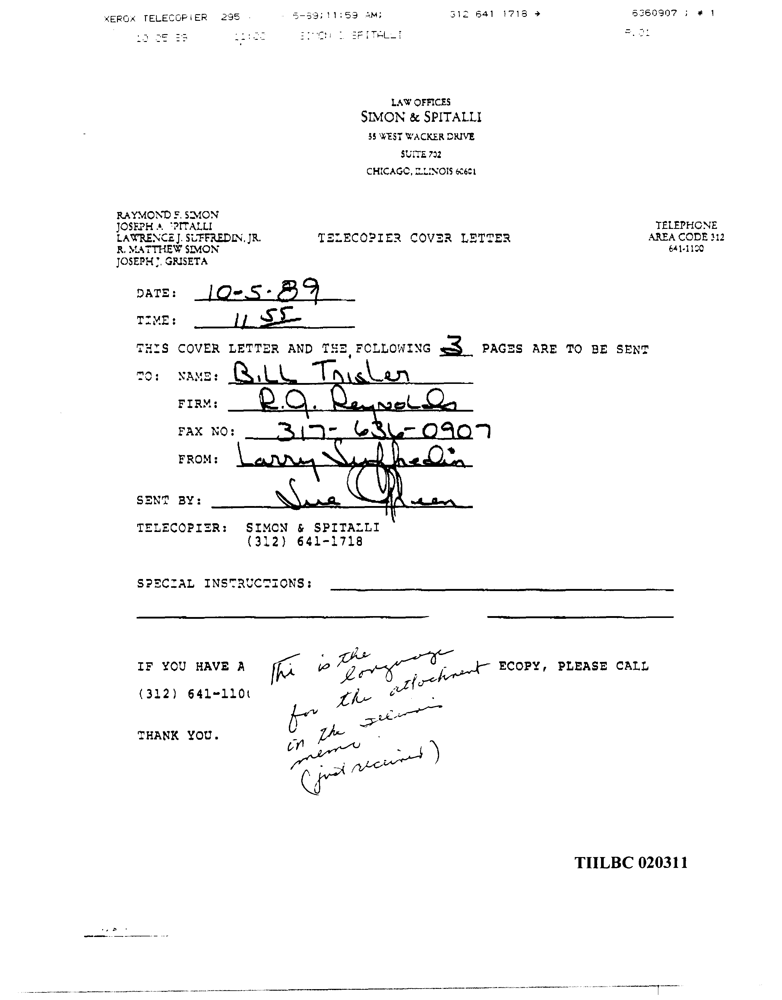 XEROX TELECOPIER 295 5-89;11:59 AM; 312 641 1718 → 6360907 ; # 1
10 05 89 11:00 SIMON & SPITALLI P.01
LAW OFFICES
SIMON & SPITALLI
55 WEST WACKER DRIVE
SUITE 702
CHICAGO, ILLINOIS 60601
RAYMOND F. SIMON
JOSEPH A. SPITALLI
LAWRENCE J. SUFFREDIN, JR.
R. MATTHEW SIMON
JOSEPH J. GRISETA
TELECOPIER COVER LETTER
TELEPHONE
AREA CODE 312
641-1100
DATE: 10-5-89
TIME: 11 55
THIS COVER LETTER AND THE FOLLOWING 3 PAGES ARE TO BE SENT
TO: NAME: Bill Trisler
FIRM: R.J. Reynolds
FAX NO: 317-636-0907
FROM: Larry Suffredin
SENT BY: Sue Green
TELECOPIER: SIMON & SPITALLI
(312) 641-1718
SPECIAL INSTRUCTIONS:
IF YOU HAVE A ECOPY, PLEASE CALL
(312) 641-110
THANK YOU.
Thi is the
language
for the attachment
in the Illinois
memo
(just received)
TIILBC 020311